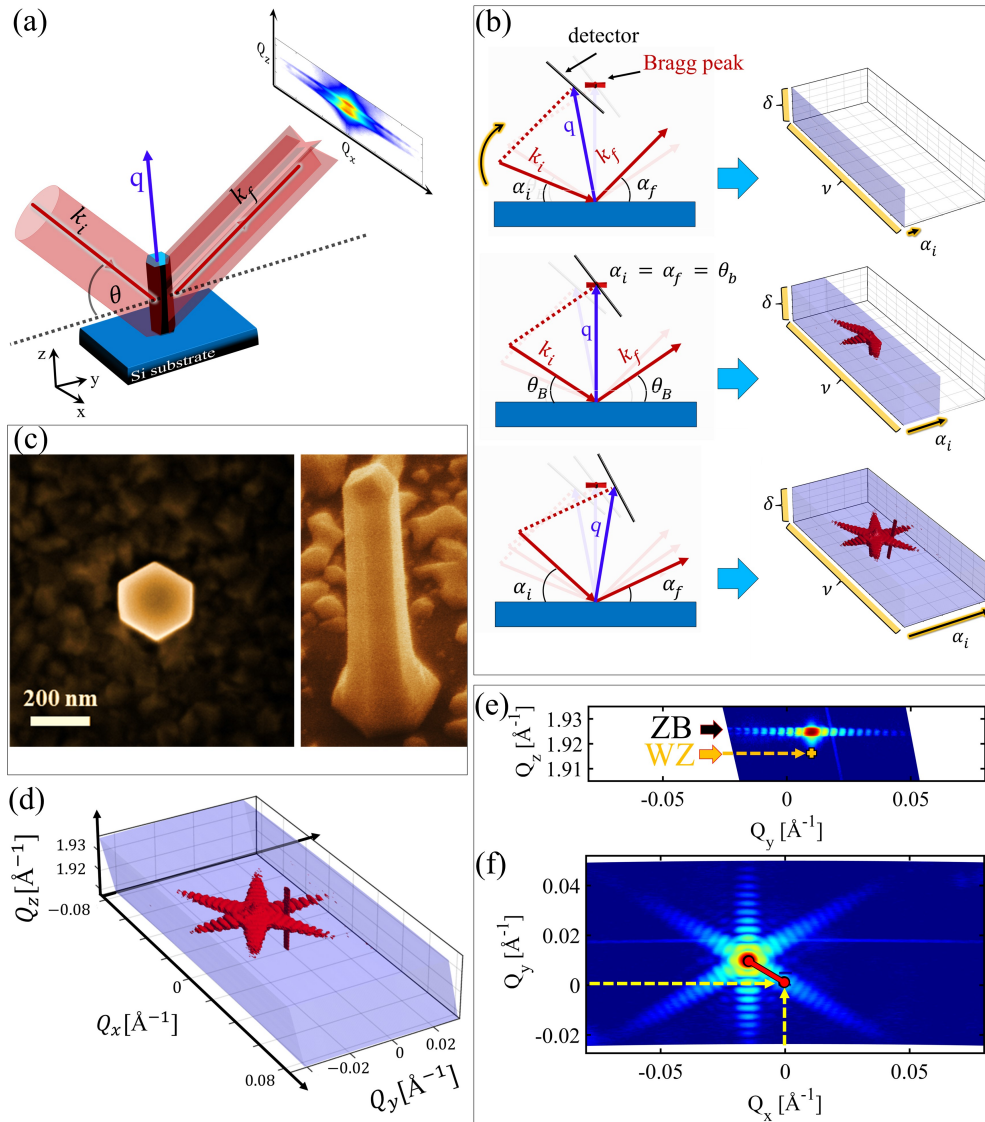 (a)
Q_z
Q_x
q
k_i
k_f
θ
Si substrate
z
y
x
(b)
detector
Bragg peak
q
k_i
k_f
α_i
α_f
δ
ν
α_i
α_i = α_f = θ_b
q
k_i
k_f
θ_B
θ_B
δ
ν
α_i
q
α_i
α_f
δ
ν
α_i
(c)
200 nm
(d)
Q_z [Å⁻¹]
1.93
1.92
−0.08
0
0.08
Q_x [Å⁻¹]
−0.02
0
0.02
Q_y [Å⁻¹]
(e)
Q_z [Å⁻¹]
1.93
1.92
1.91
ZB
WZ
-0.05
0
0.05
Q_y [Å⁻¹]
(f)
Q_y [Å⁻¹]
0.04
0.02
0
-0.02
-0.05
0
0.05
Q_x [Å⁻¹]